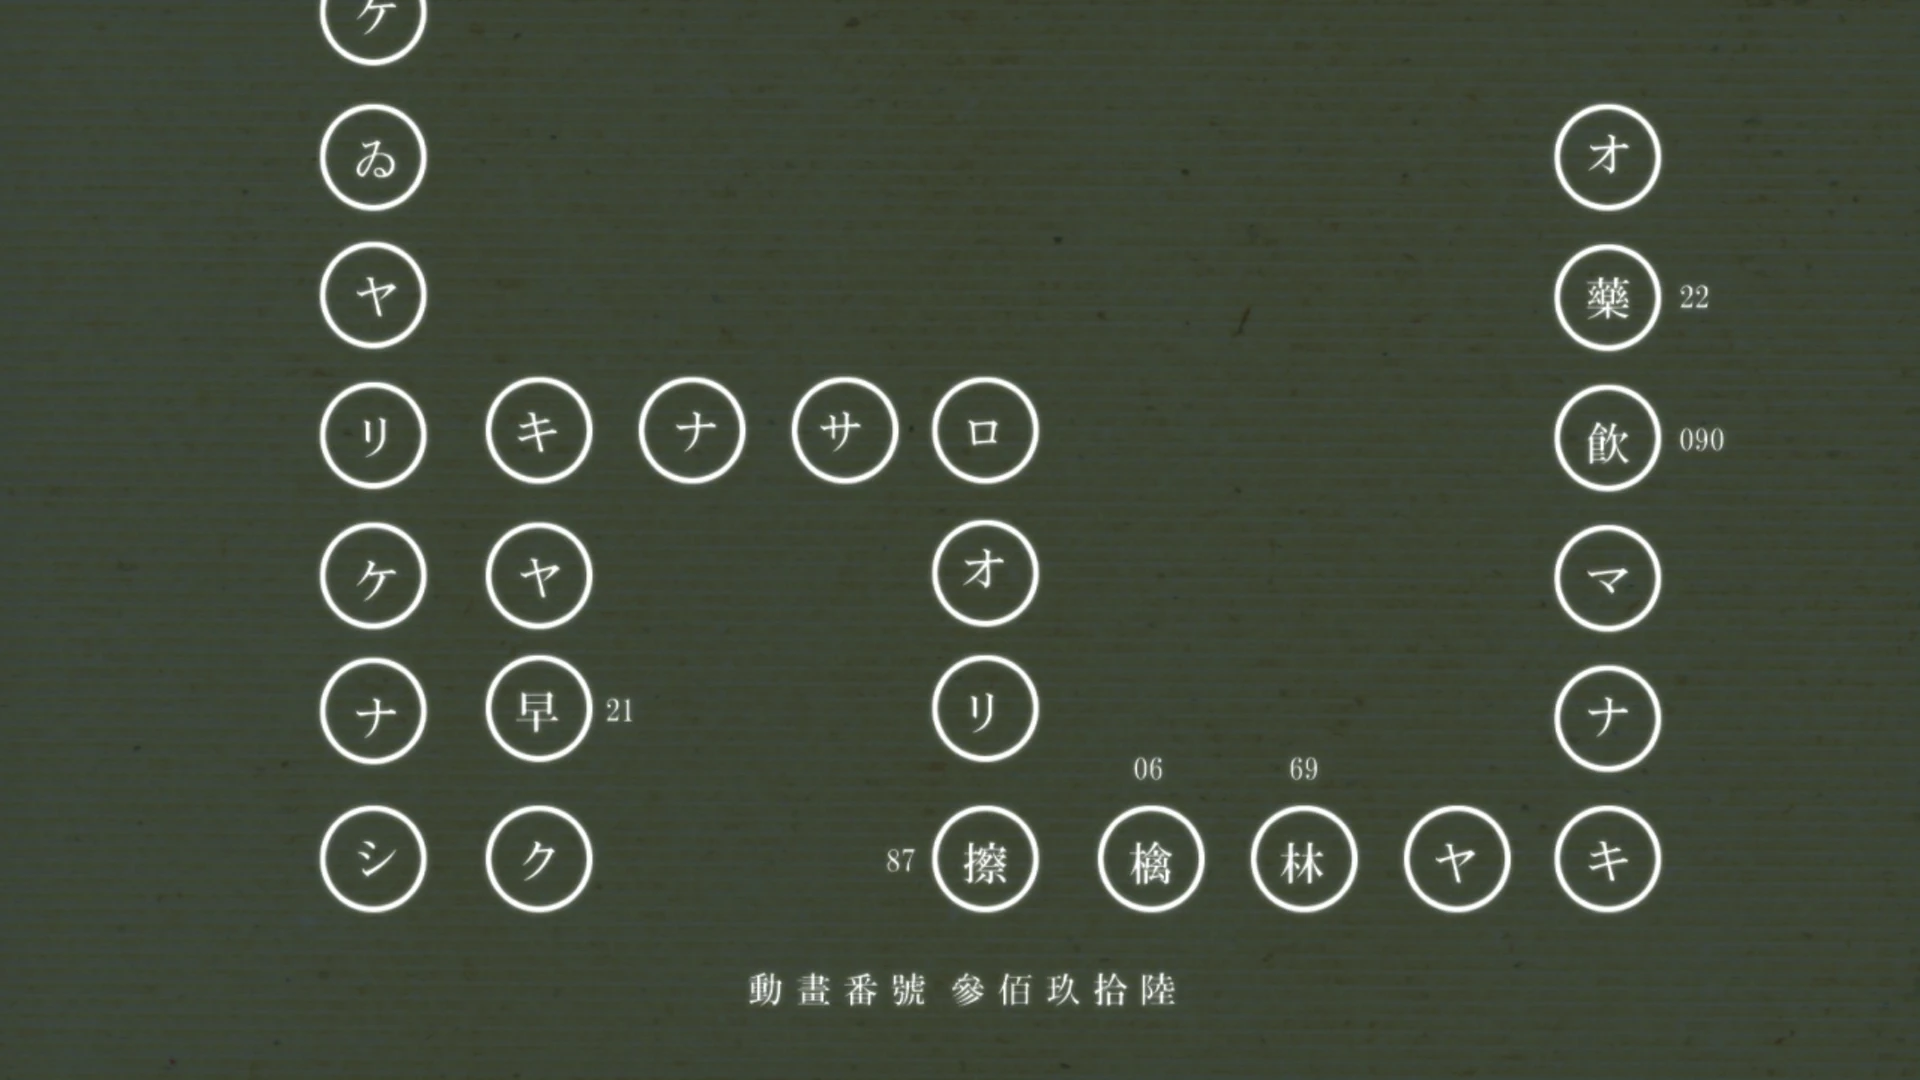 オ藥飲マナキ
22
090
ヤ林檎擦
69
06
87
リオロ
サナキ
ヤ早ク
21
シナケリヤゐケ
動畫番號 參佰玖拾陸